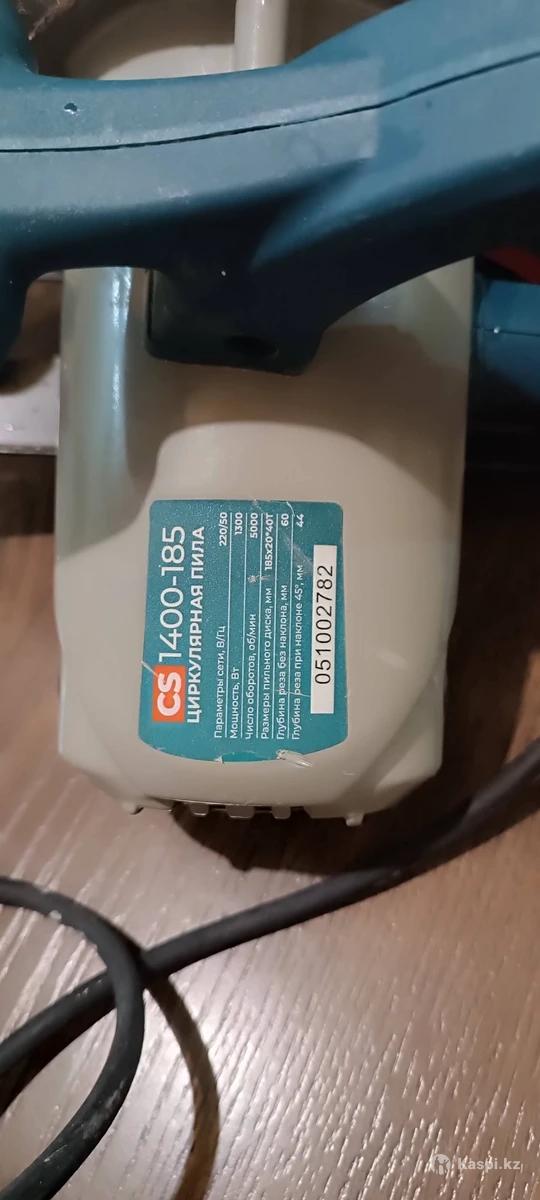 CS 1400-185
ЦИРКУЛЯРНАЯ ПИЛА
Параметры сети, В/Гц 220/50
Мощность, Вт 1300
Число оборотов, об/мин 5000
Размеры пильного диска, мм 185x20*40T
Глубина реза без наклона, мм 60
Глубина реза при наклоне 45°, мм 44
051002782
Kaspi.kz